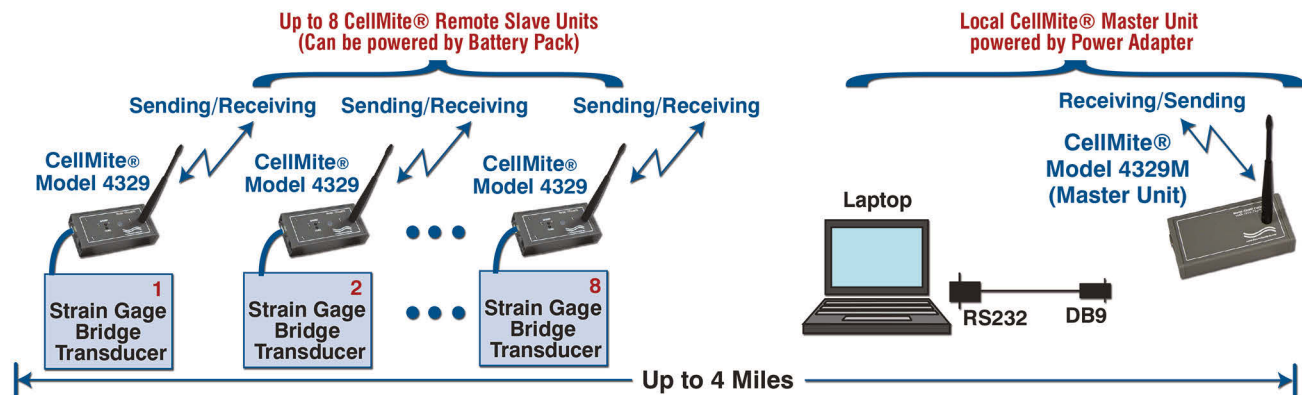 Up to 8 CellMite® Remote Slave Units
(Can be powered by Battery Pack)
Local CellMite® Master Unit
powered by Power Adapter
Sending/Receiving
Sending/Receiving
Sending/Receiving
Receiving/Sending
CellMite®
Model 4329
CellMite®
Model 4329
CellMite®
Model 4329
CellMite®
Model 4329M
(Master Unit)
Laptop
1
Strain Gage
Bridge
Transducer
2
Strain Gage
Bridge
Transducer
8
Strain Gage
Bridge
Transducer
RS232
DB9
Up to 4 Miles